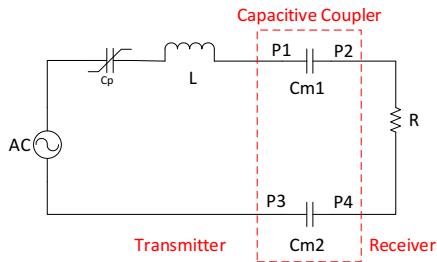 Capacitive Coupler
P1 P2
Cp
L
Cm1
R
AC
P3 P4
Transmitter Cm2 Receiver